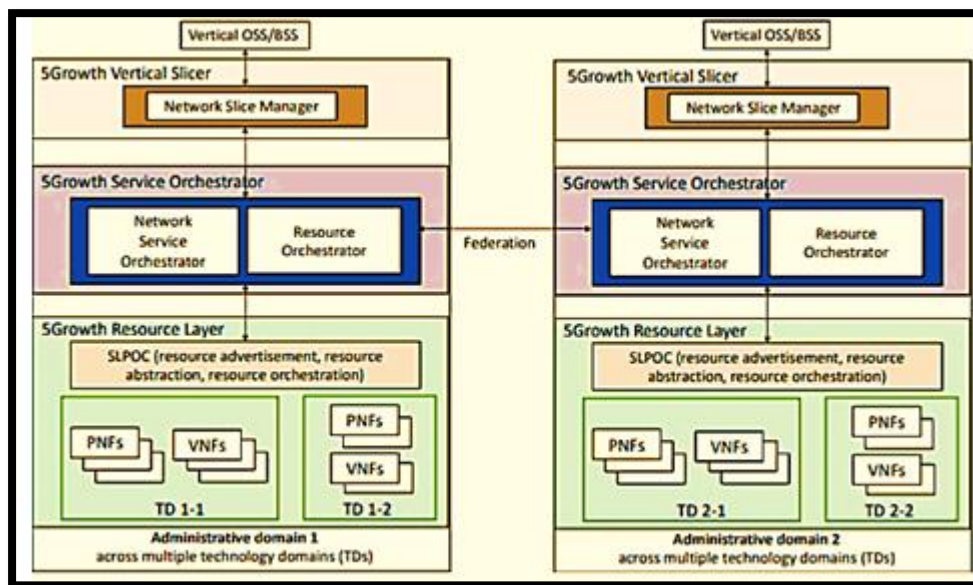 Vertical OSS/BSS
5Growth Vertical Slicer
Network Slice Manager
5Growth Service Orchestrator
Network
Service
Orchestrator
Resource
Orchestrator
5Growth Resource Layer
SLPOC (resource advertisement, resource
abstraction, resource orchestration)
PNFs
VNFs
TD 1-1
PNFs
VNFs
TD 1-2
Administrative domain 1
across multiple technology domains (TDs)
Federation
Vertical OSS/BSS
5Growth Vertical Slicer
Network Slice Manager
5Growth Service Orchestrator
Network
Service
Orchestrator
Resource
Orchestrator
5Growth Resource Layer
SLPOC (resource advertisement, resource
abstraction, resource orchestration)
PNFs
VNFs
TD 2-1
PNFs
VNFs
TD 2-2
Administrative domain 2
across multiple technology domains (TDs)